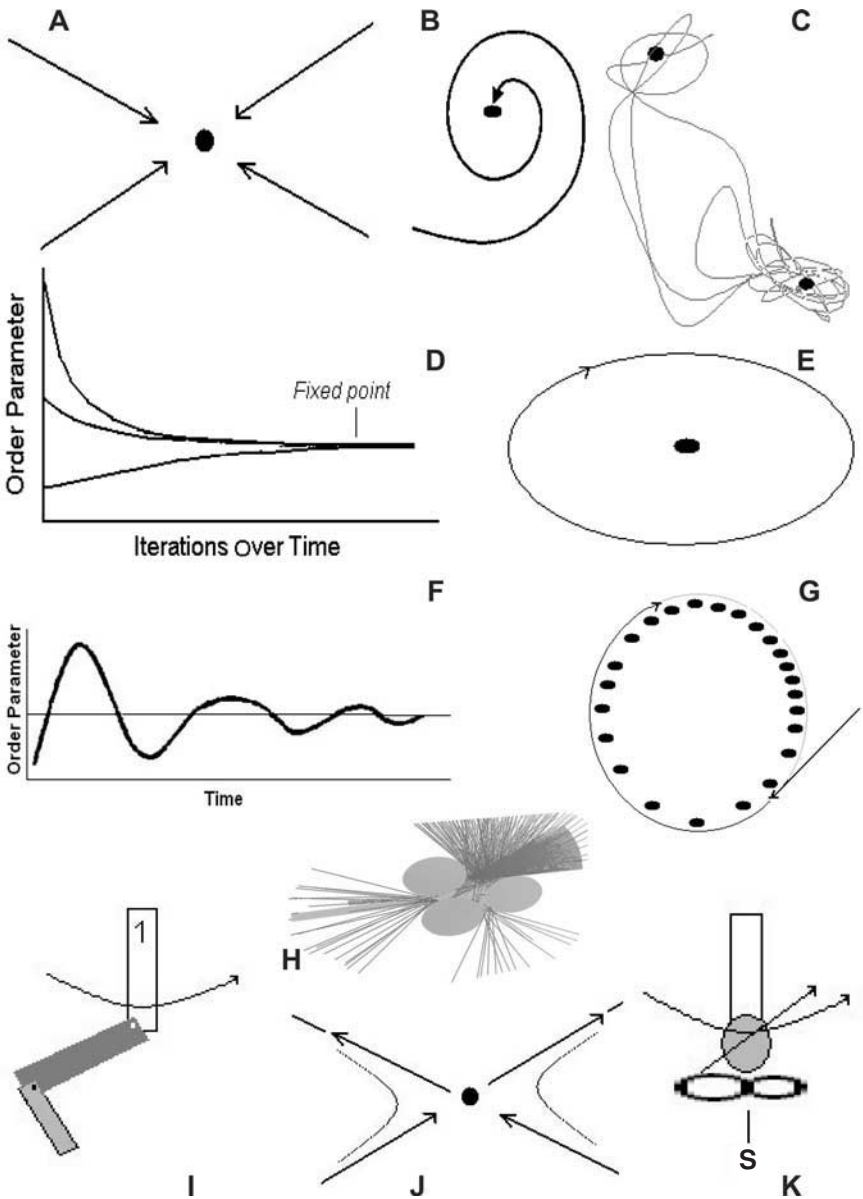 A
B
C
Order Parameter
D
Fixed point
E
Iterations Over Time
F
Order Parameter
G
Time
1
H
S
I
J
K